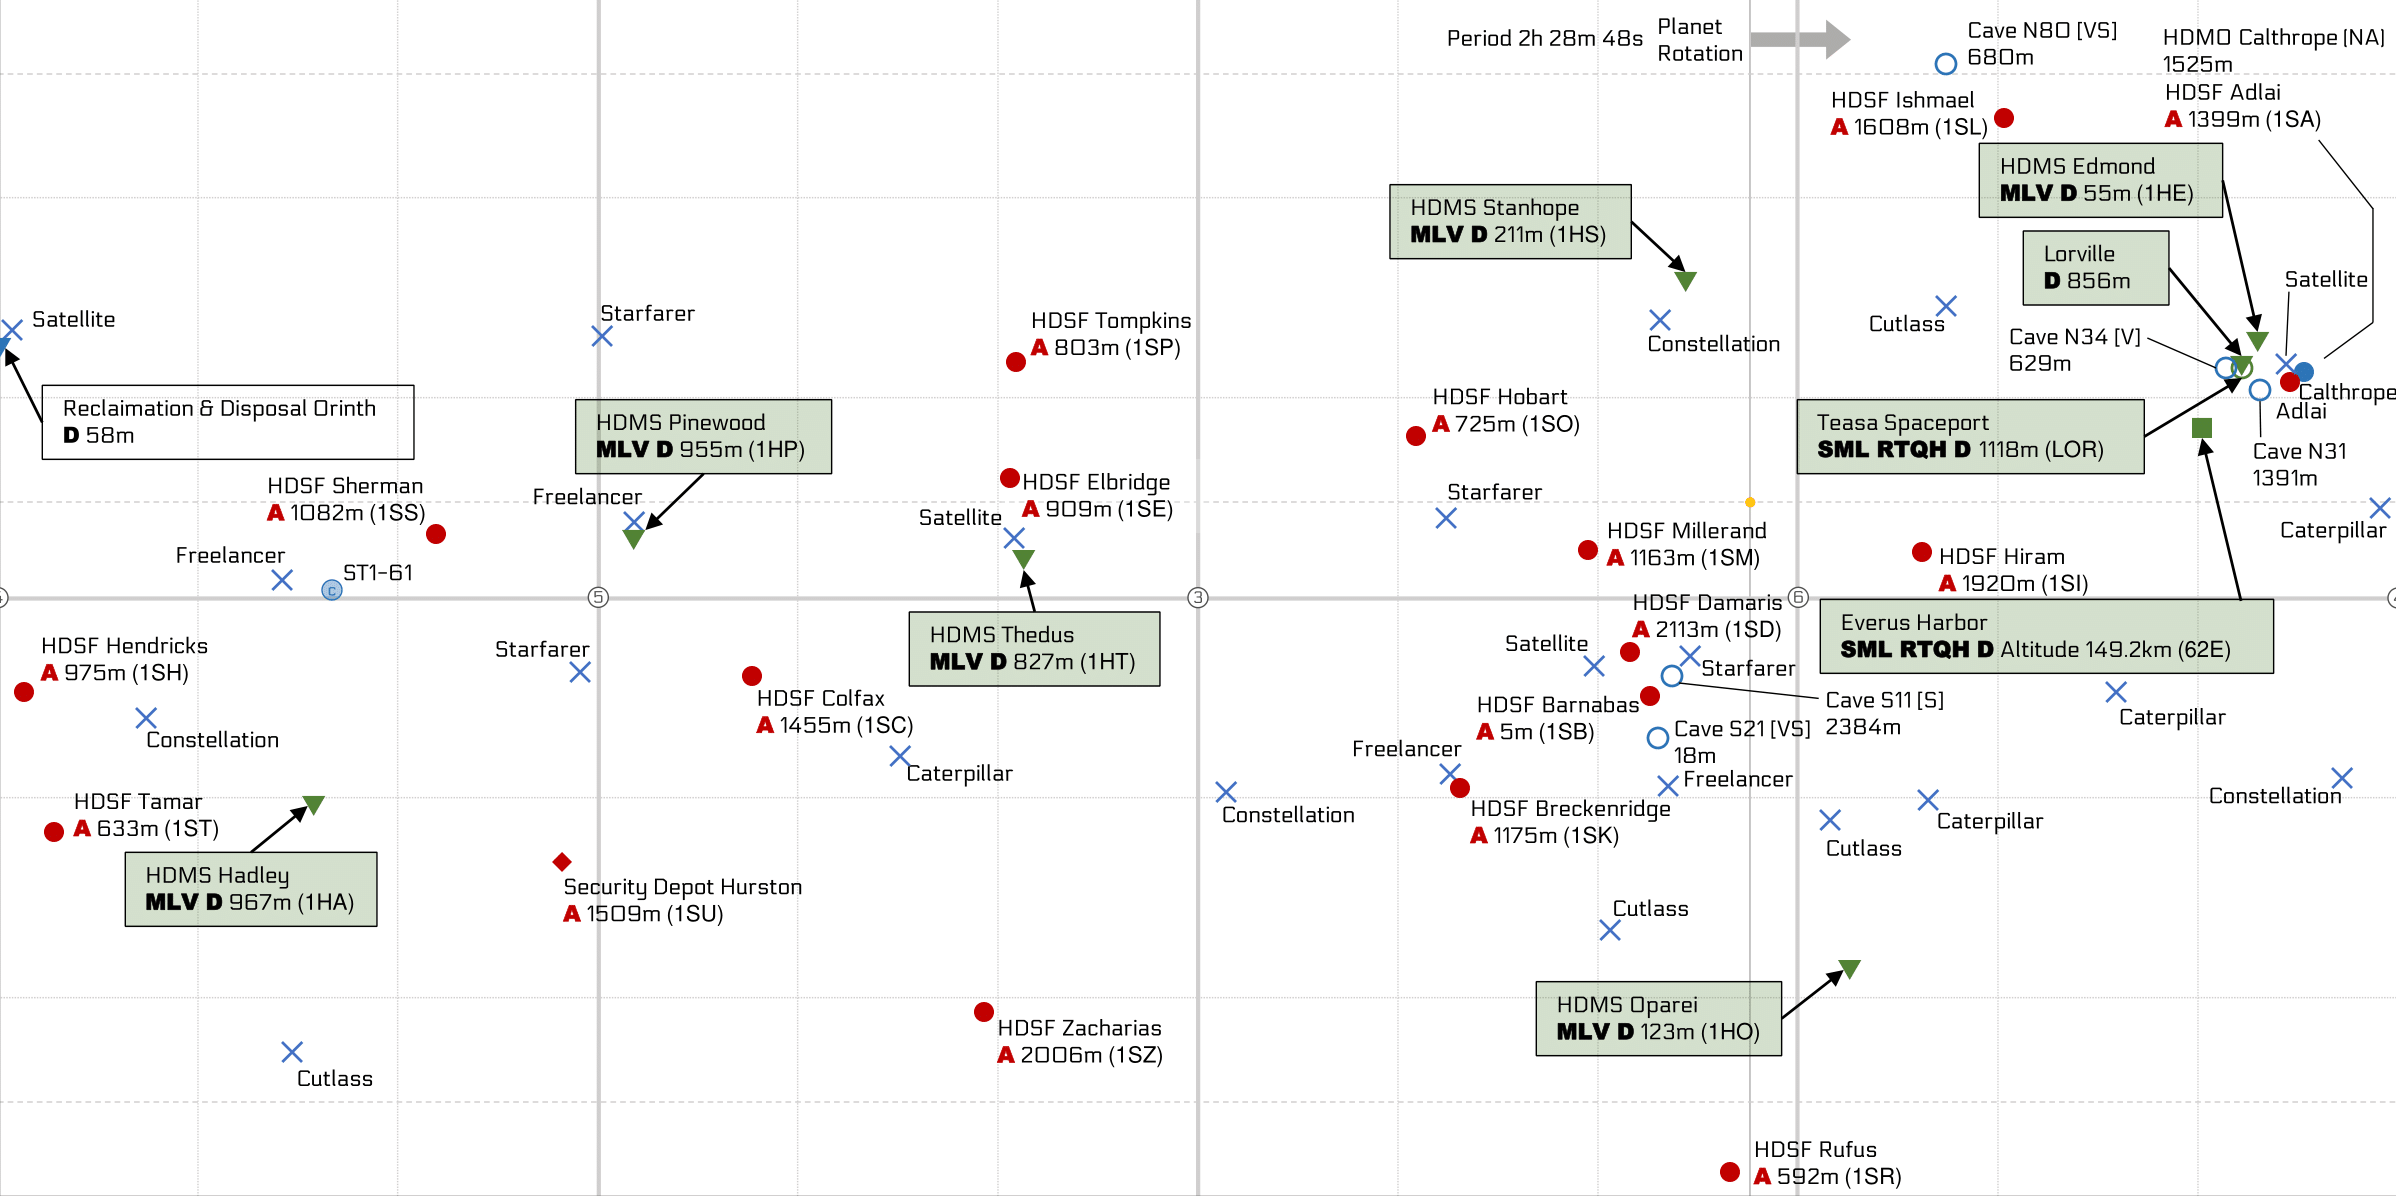 Period 2h 28m 48s
Planet
Rotation
Cave N80 [VS]
680m
HDMO Calthrope [NA]
1525m
HDSF Ishmael
A 1608m (1SL)
HDSF Adlai
A 1399m (1SA)
HDMS Edmond
MLV D 55m (1HE)
HDMS Stanhope
MLV D 211m (1HS)
Lorville
D 856m
Satellite
Satellite
Starfarer
HDSF Tompkins
A 803m (1SP)
Constellation
Cutlass
Cave N34 [V]
629m
Calthrope
Adlai
Reclaimation & Disposal Orinth
D 58m
HDMS Pinewood
MLV D 955m (1HP)
HDSF Hobart
A 725m (1SO)
Teasa Spaceport
SML RTQH D 1118m (LOR)
Cave N31
1391m
HDSF Sherman
A 1082m (1SS)
Freelancer
HDSF Elbridge
A 909m (1SE)
Satellite
Starfarer
Caterpillar
HDSF Millerand
A 1163m (1SM)
HDSF Hiram
A 1920m (1SI)
Freelancer
C
ST1-61
5
3
6
HDSF Damaris
A 2113m (1SD)
Everus Harbor
SML RTQH D Altitude 149.2km (62E)
HDMS Thedus
MLV D 827m (1HT)
HDSF Hendricks
A 975m (1SH)
Starfarer
Satellite
Starfarer
Constellation
HDSF Colfax
A 1455m (1SC)
HDSF Barnabas
A 5m (1SB)
Cave S11 [S]
2384m
Caterpillar
Cave S21 [VS]
18m
Caterpillar
Freelancer
Freelancer
HDSF Tamar
A 633m (1ST)
Constellation
HDSF Breckenridge
A 1175m (1SK)
Constellation
Caterpillar
Cutlass
HDMS Hadley
MLV D 967m (1HA)
Security Depot Hurston
A 1509m (1SU)
Cutlass
HDMS Oparei
MLV D 123m (1HO)
HDSF Zacharias
A 2006m (1SZ)
Cutlass
HDSF Rufus
A 592m (1SR)